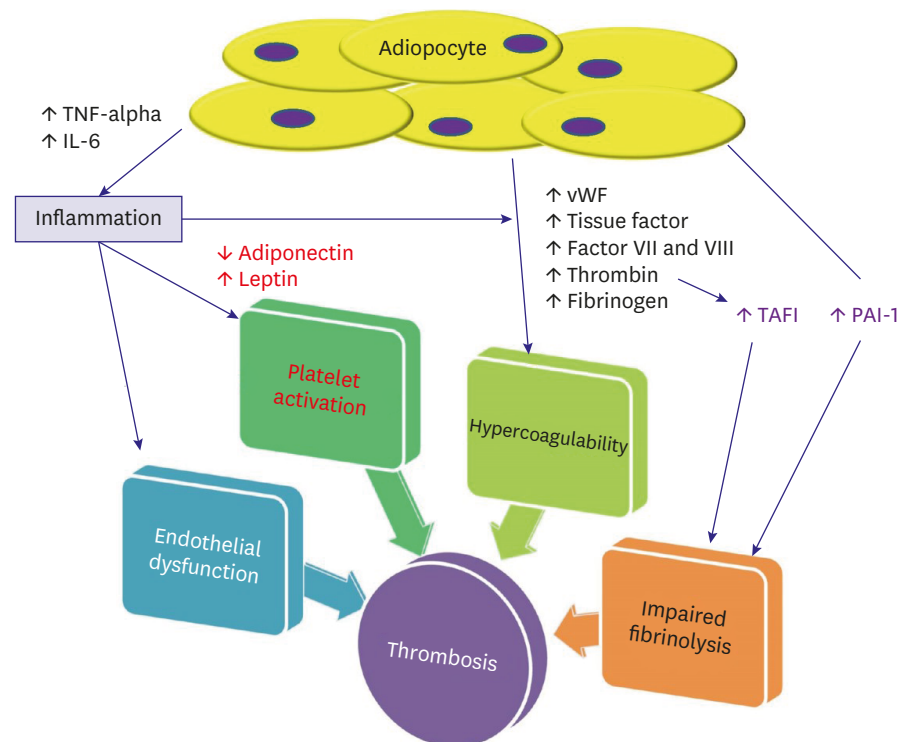 Adiopocyte
↑ TNF-alpha
↑ IL-6
Inflammation
↑ vWF
↑ Tissue factor
↑ Factor VII and VIII
↑ Thrombin
↑ Fibrinogen
↓ Adiponectin
↑ Leptin
↑ TAFI
↑ PAI-1
Platelet
activation
Hypercoagulability
Endothelial
dysfunction
Thrombosis
Impaired
fibrinolysis